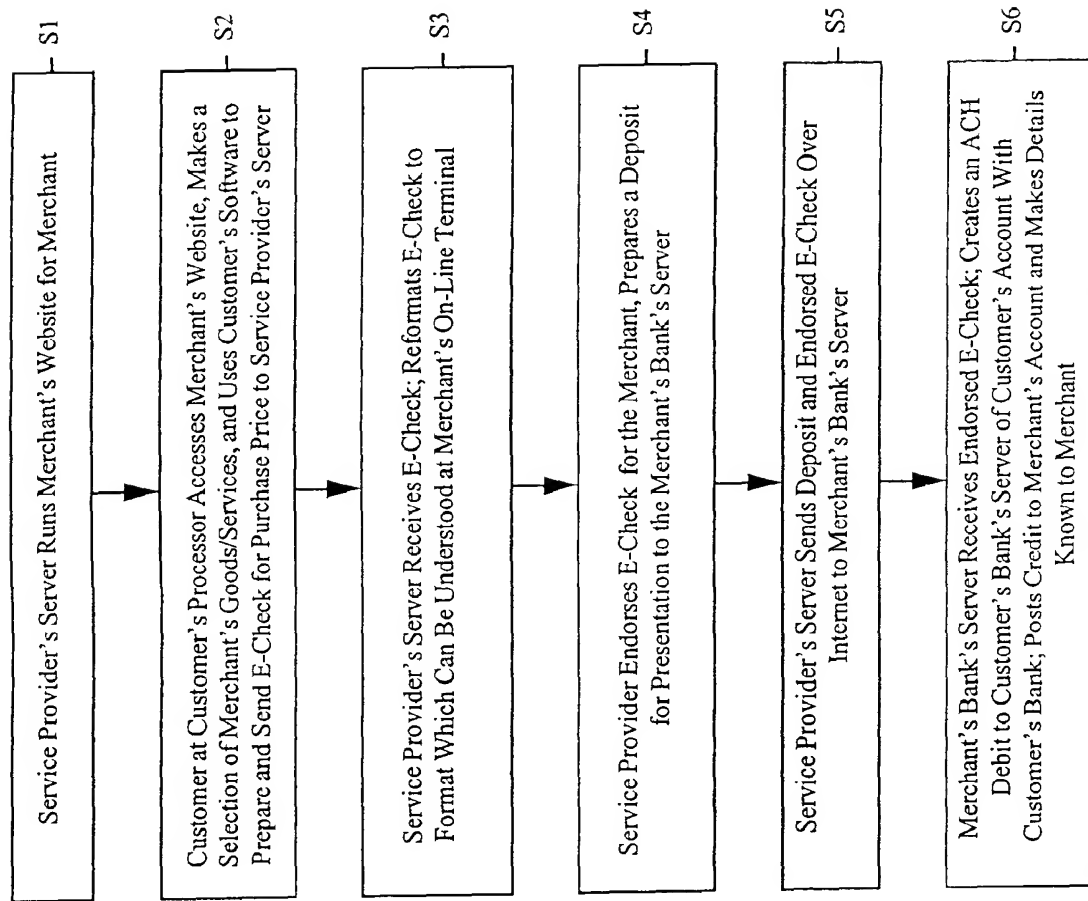 Service Provider's Server Runs Merchant's Website for Merchant
S1
Customer at Customer's Processor Accesses Merchant's Website, Makes a
Selection of Merchant's Goods/Services, and Uses Customer's Software to
Prepare and Send E-Check for Purchase Price to Service Provider's Server
S2
Service Provider's Server Receives E-Check; Reformats E-Check to
Format Which Can Be Understood at Merchant's On-Line Terminal
S3
Service Provider Endorses E-Check for the Merchant, Prepares a Deposit
for Presentation to the Merchant's Bank's Server
S4
Service Provider's Server Sends Deposit and Endorsed E-Check Over
Internet to Merchant's Bank's Server
S5
Merchant's Bank's Server Receives Endorsed E-Check; Creates an ACH
Debit to Customer's Bank's Server of Customer's Account With
Customer's Bank; Posts Credit to Merchant's Account and Makes Details
Known to Merchant
S6